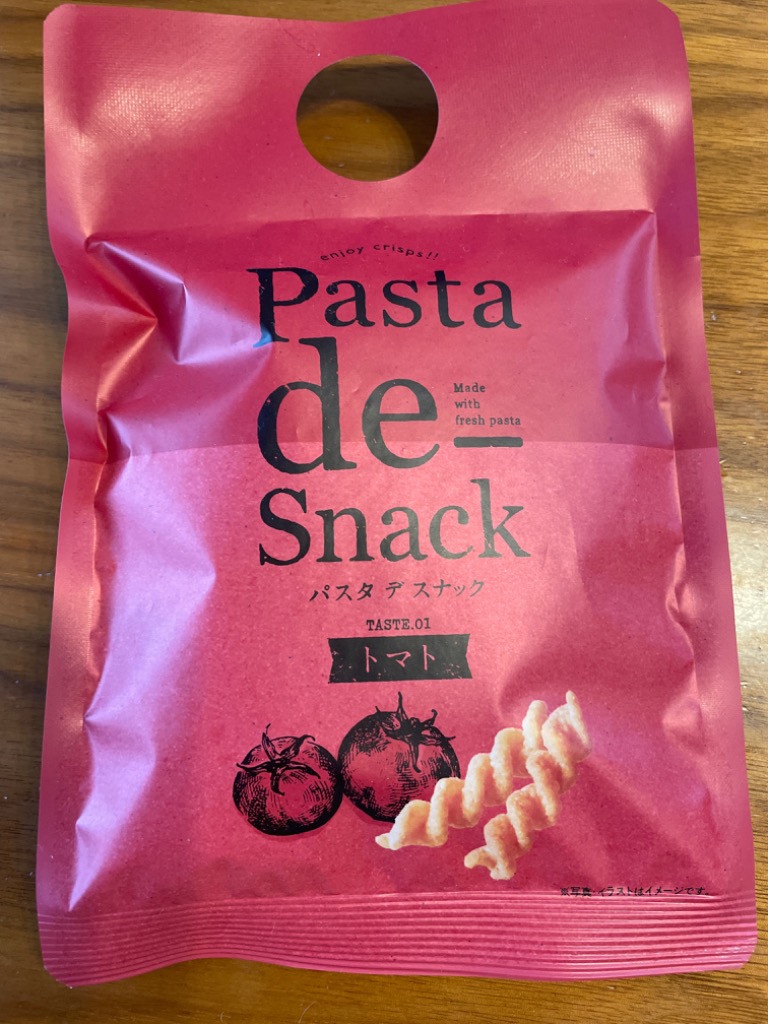 enjoy crisps!!
Pasta
de
Made
with
fresh pasta
Snack
パスタ デ スナック
TASTE.01
トマト
※写真・イラストはイメージです。